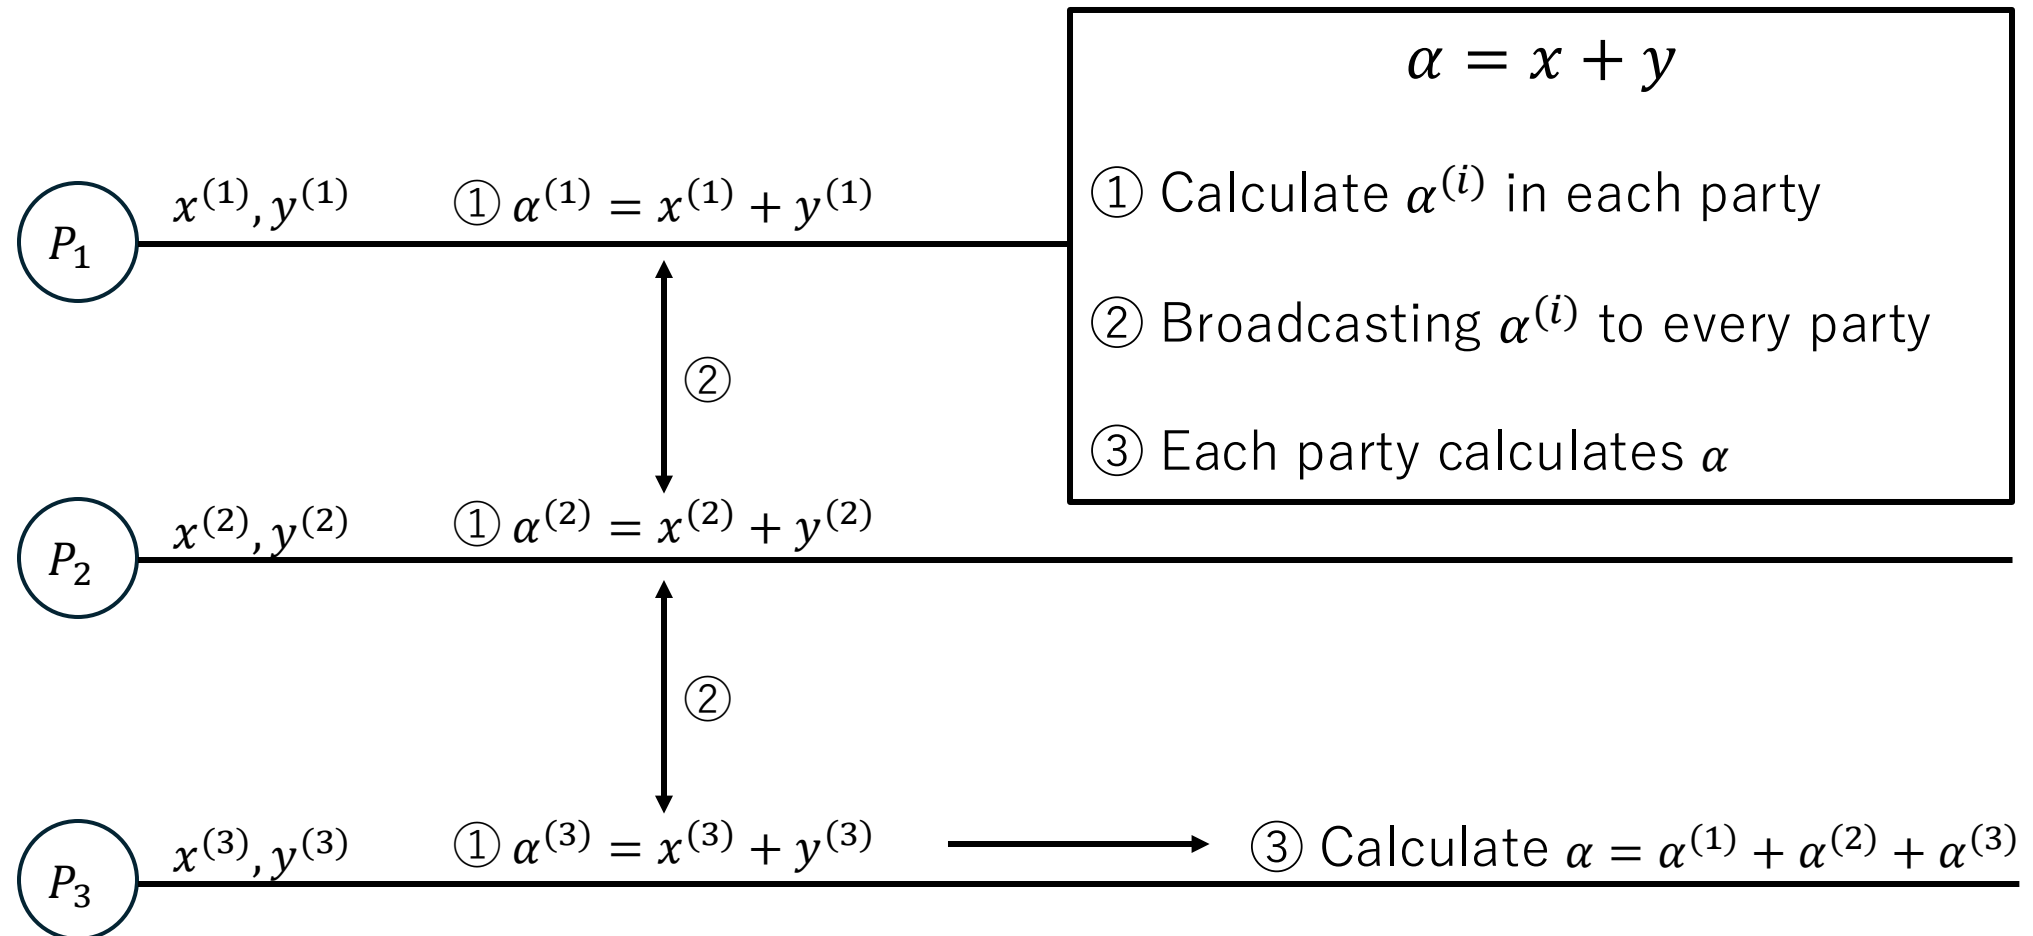 α = x + y
① Calculate α^(i) in each party
② Broadcasting α^(i) to every party
③ Each party calculates α
P₁
x^(1), y^(1)
① α^(1) = x^(1) + y^(1)
②
P₂
x^(2), y^(2)
① α^(2) = x^(2) + y^(2)
②
P₃
x^(3), y^(3)
① α^(3) = x^(3) + y^(3)
③ Calculate α = α^(1) + α^(2) + α^(3)